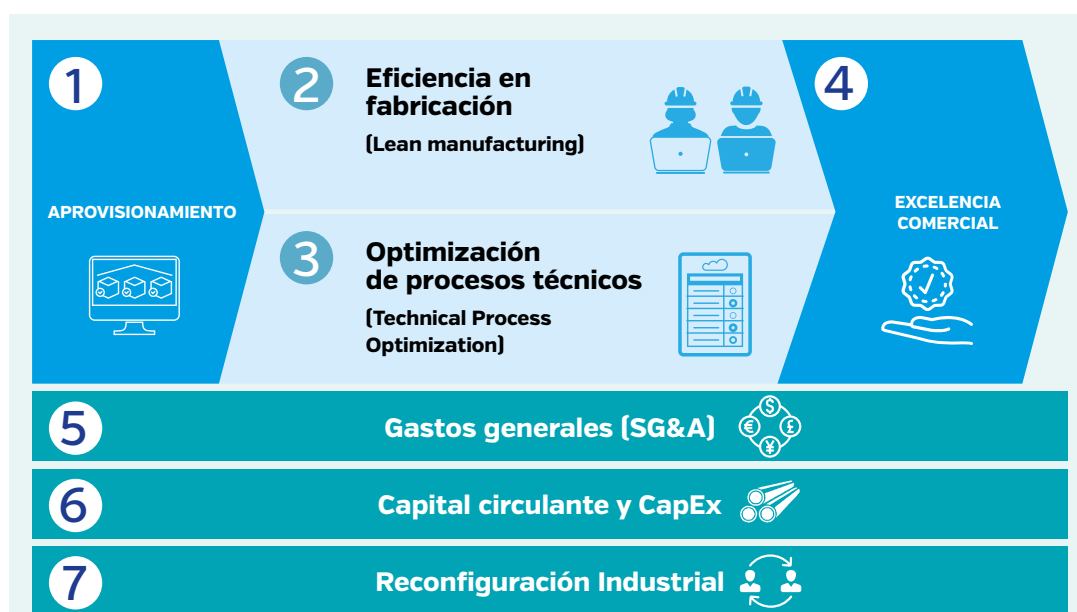 1
APROVISIONAMIENTO
2
Eficiencia en
fabricación
(Lean manufacturing)
3
Optimización
de procesos técnicos
(Technical Process
Optimization)
4
EXCELENCIA
COMERCIAL
5
Gastos generales (SG&A)
$
€
£
¥
6
Capital circulante y CapEx
7
Reconfiguración Industrial